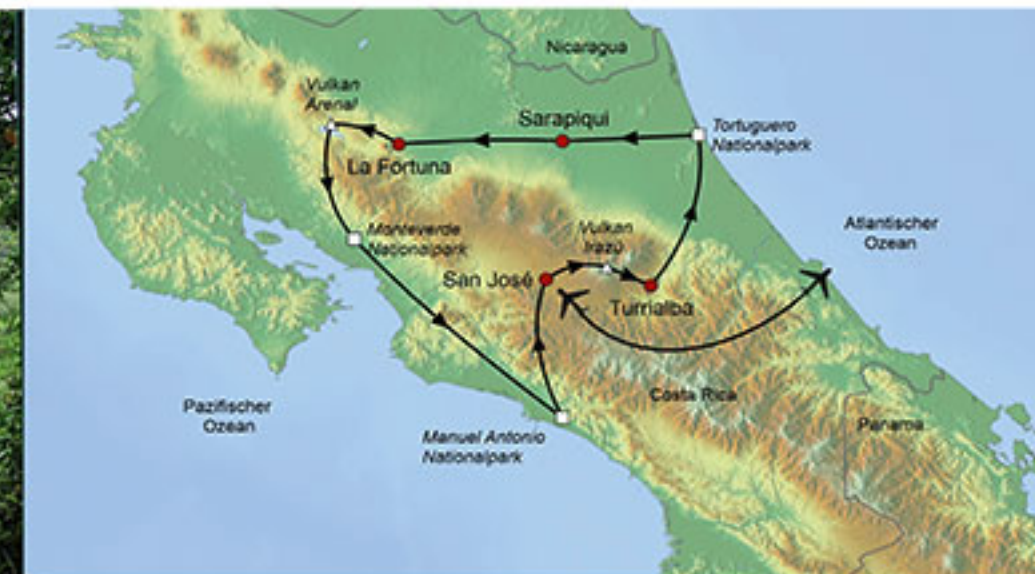 Nicaragua
Vulkan
Arenal
Sarapiqui
Tortuguero
Nationalpark
La Fortuna
Monteverde
Nationalpark
Vulkan
Irazú
Atlantischer
Ozean
San José
Turrialba
Costa Rica
Pazifischer
Ozean
Manuel Antonio
Nationalpark
Panama